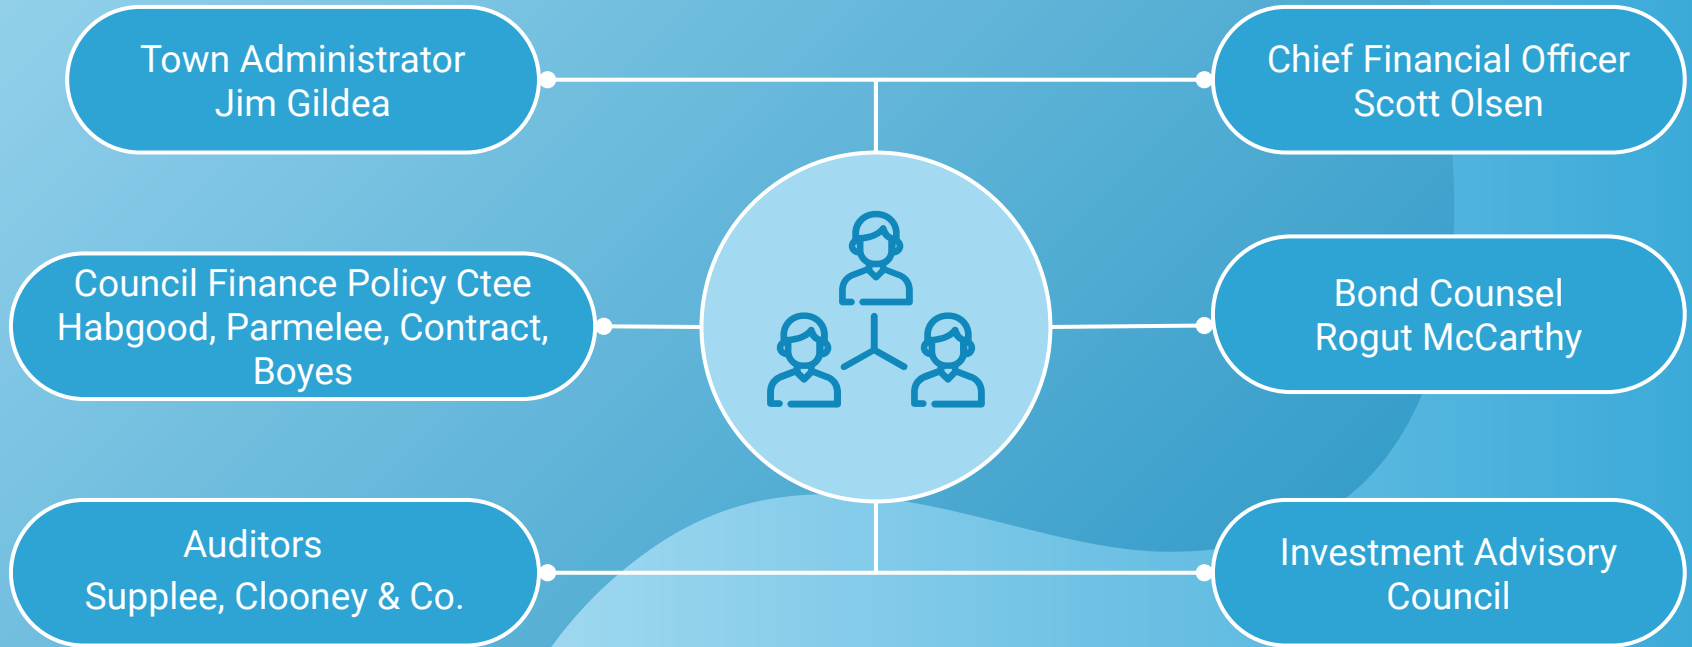 Town Administrator
Jim Gildea
Chief Financial Officer
Scott Olsen
Council Finance Policy Ctee
Habgood, Parmelee, Contract,
Boyes
Bond Counsel
Rogut McCarthy
Auditors
Supplee, Clooney & Co.
Investment Advisory
Council